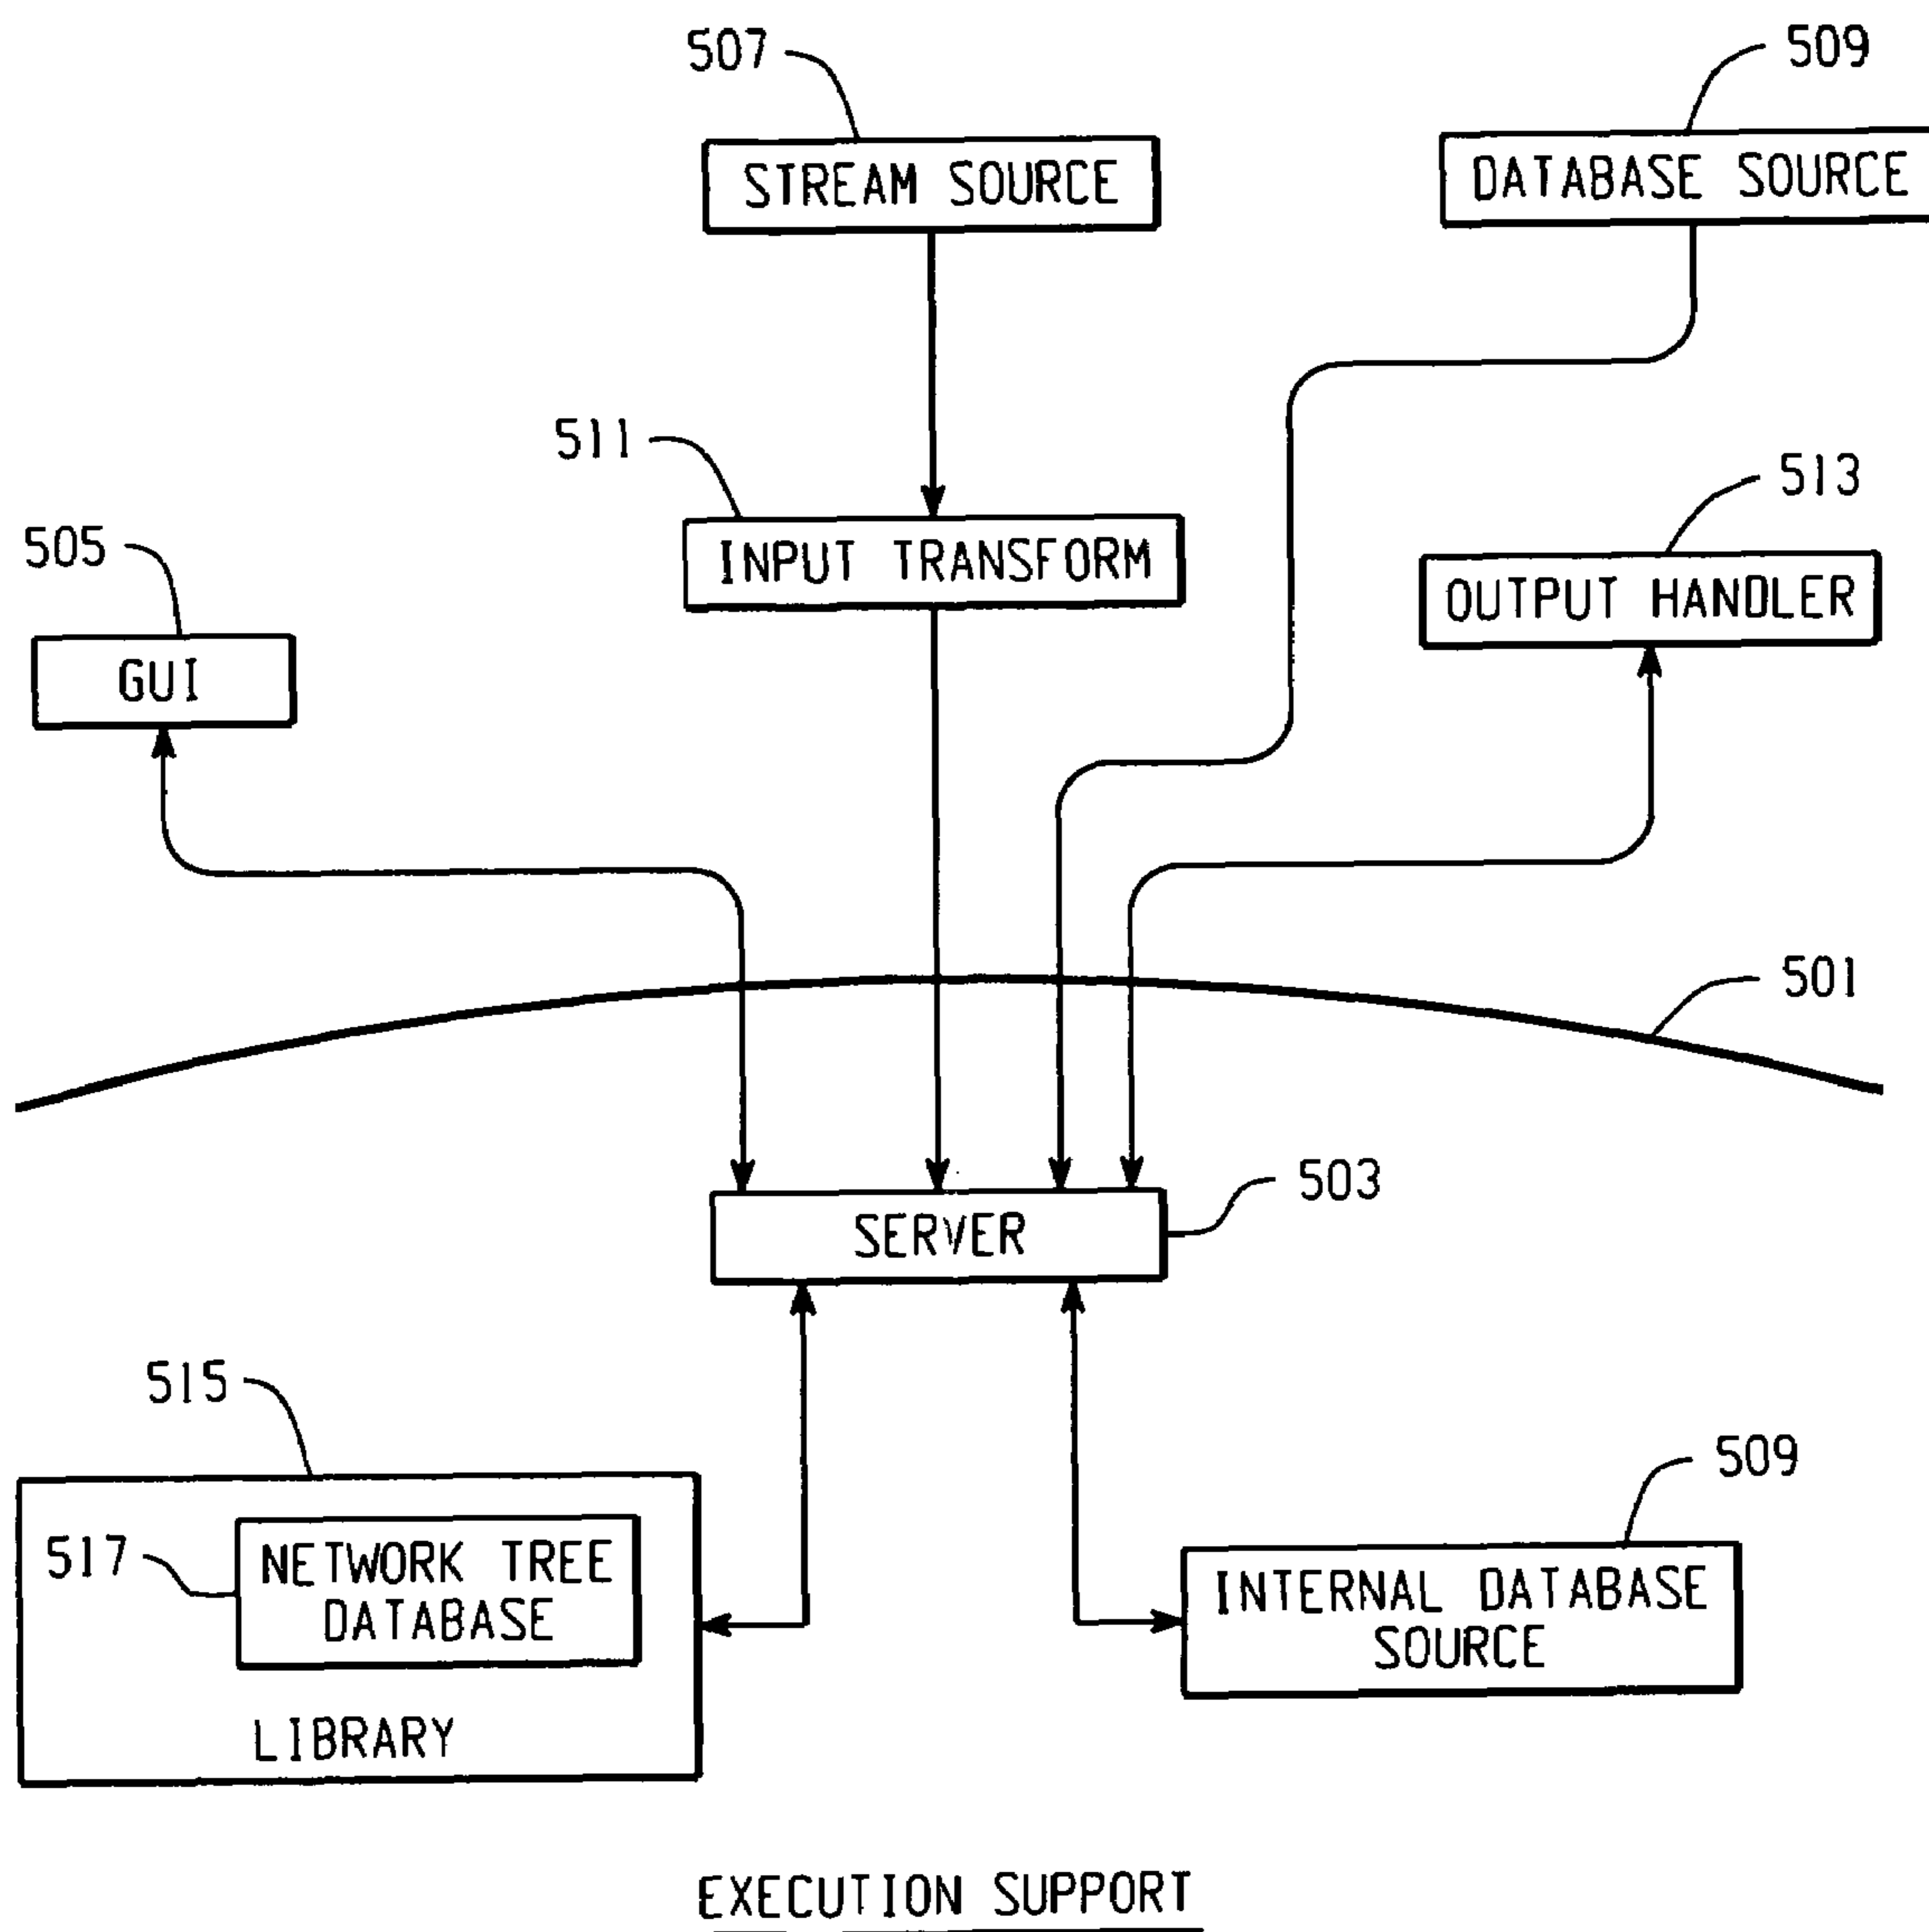 507
509
STREAM SOURCE
DATABASE SOURCE
511
513
505
INPUT TRANSFORM
OUTPUT HANDLER
GUI
501
503
SERVER
515
509
517
NETWORK TREE
DATABASE
INTERNAL DATABASE
SOURCE
LIBRARY
EXECUTION SUPPORT